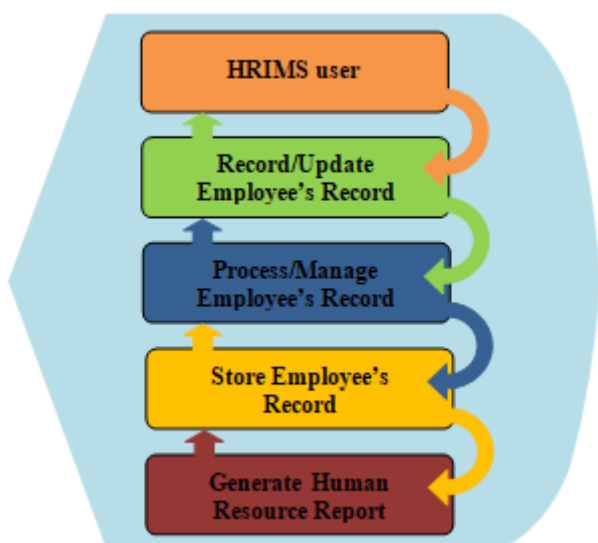 HRIMS user
Record/Update
Employee's Record
Process/Manage
Employee's Record
Store Employee's
Record
Generate Human
Resource Report